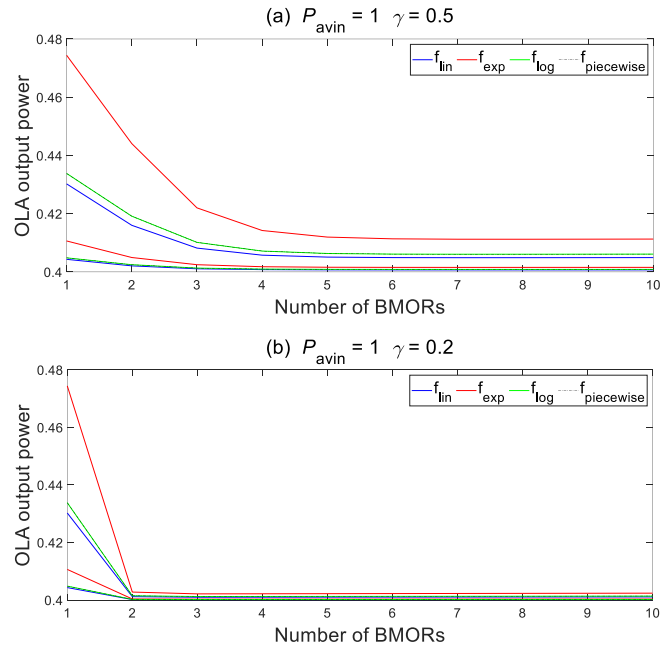 (a) P_avin = 1 γ = 0.5
0.48
0.46
0.44
0.42
0.4
OLA output power
f_lin f_exp f_log f_piecewise
1 2 3 4 5 6 7 8 9 10
Number of BMORs
(b) P_avin = 1 γ = 0.2
0.48
0.46
0.44
0.42
0.4
OLA output power
f_lin f_exp f_log f_piecewise
1 2 3 4 5 6 7 8 9 10
Number of BMORs